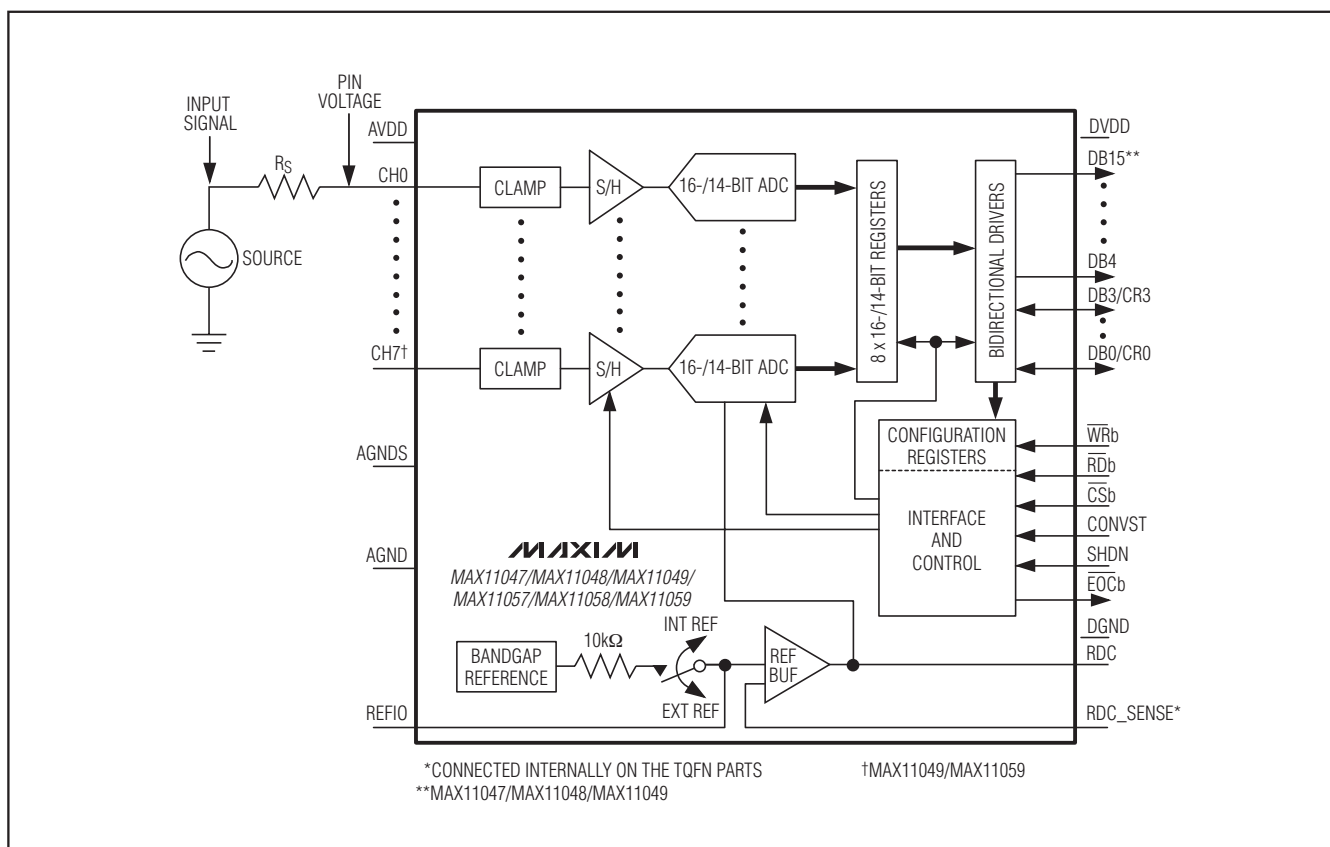 INPUT
SIGNAL
PIN
VOLTAGE
RS
SOURCE
AVDD
CH0
CH7†
AGNDS
AGND
REFIO
CLAMP
S/H
16-/14-BIT ADC
CLAMP
S/H
16-/14-BIT ADC
8 x 16-/14-BIT REGISTERS
BIDIRECTIONAL DRIVERS
CONFIGURATION
REGISTERS
INTERFACE
AND
CONTROL
MAXIM
MAX11047/MAX11048/MAX11049/
MAX11057/MAX11058/MAX11059
BANDGAP
REFERENCE
10kΩ
INT REF
EXT REF
REF
BUF
DVDD
DB15**
DB4
DB3/CR3
DB0/CR0
WRb
RDb
CSb
CONVST
SHDN
EOCb
DGND
RDC
RDC_SENSE*
*CONNECTED INTERNALLY ON THE TQFN PARTS
**MAX11047/MAX11048/MAX11049
†MAX11049/MAX11059